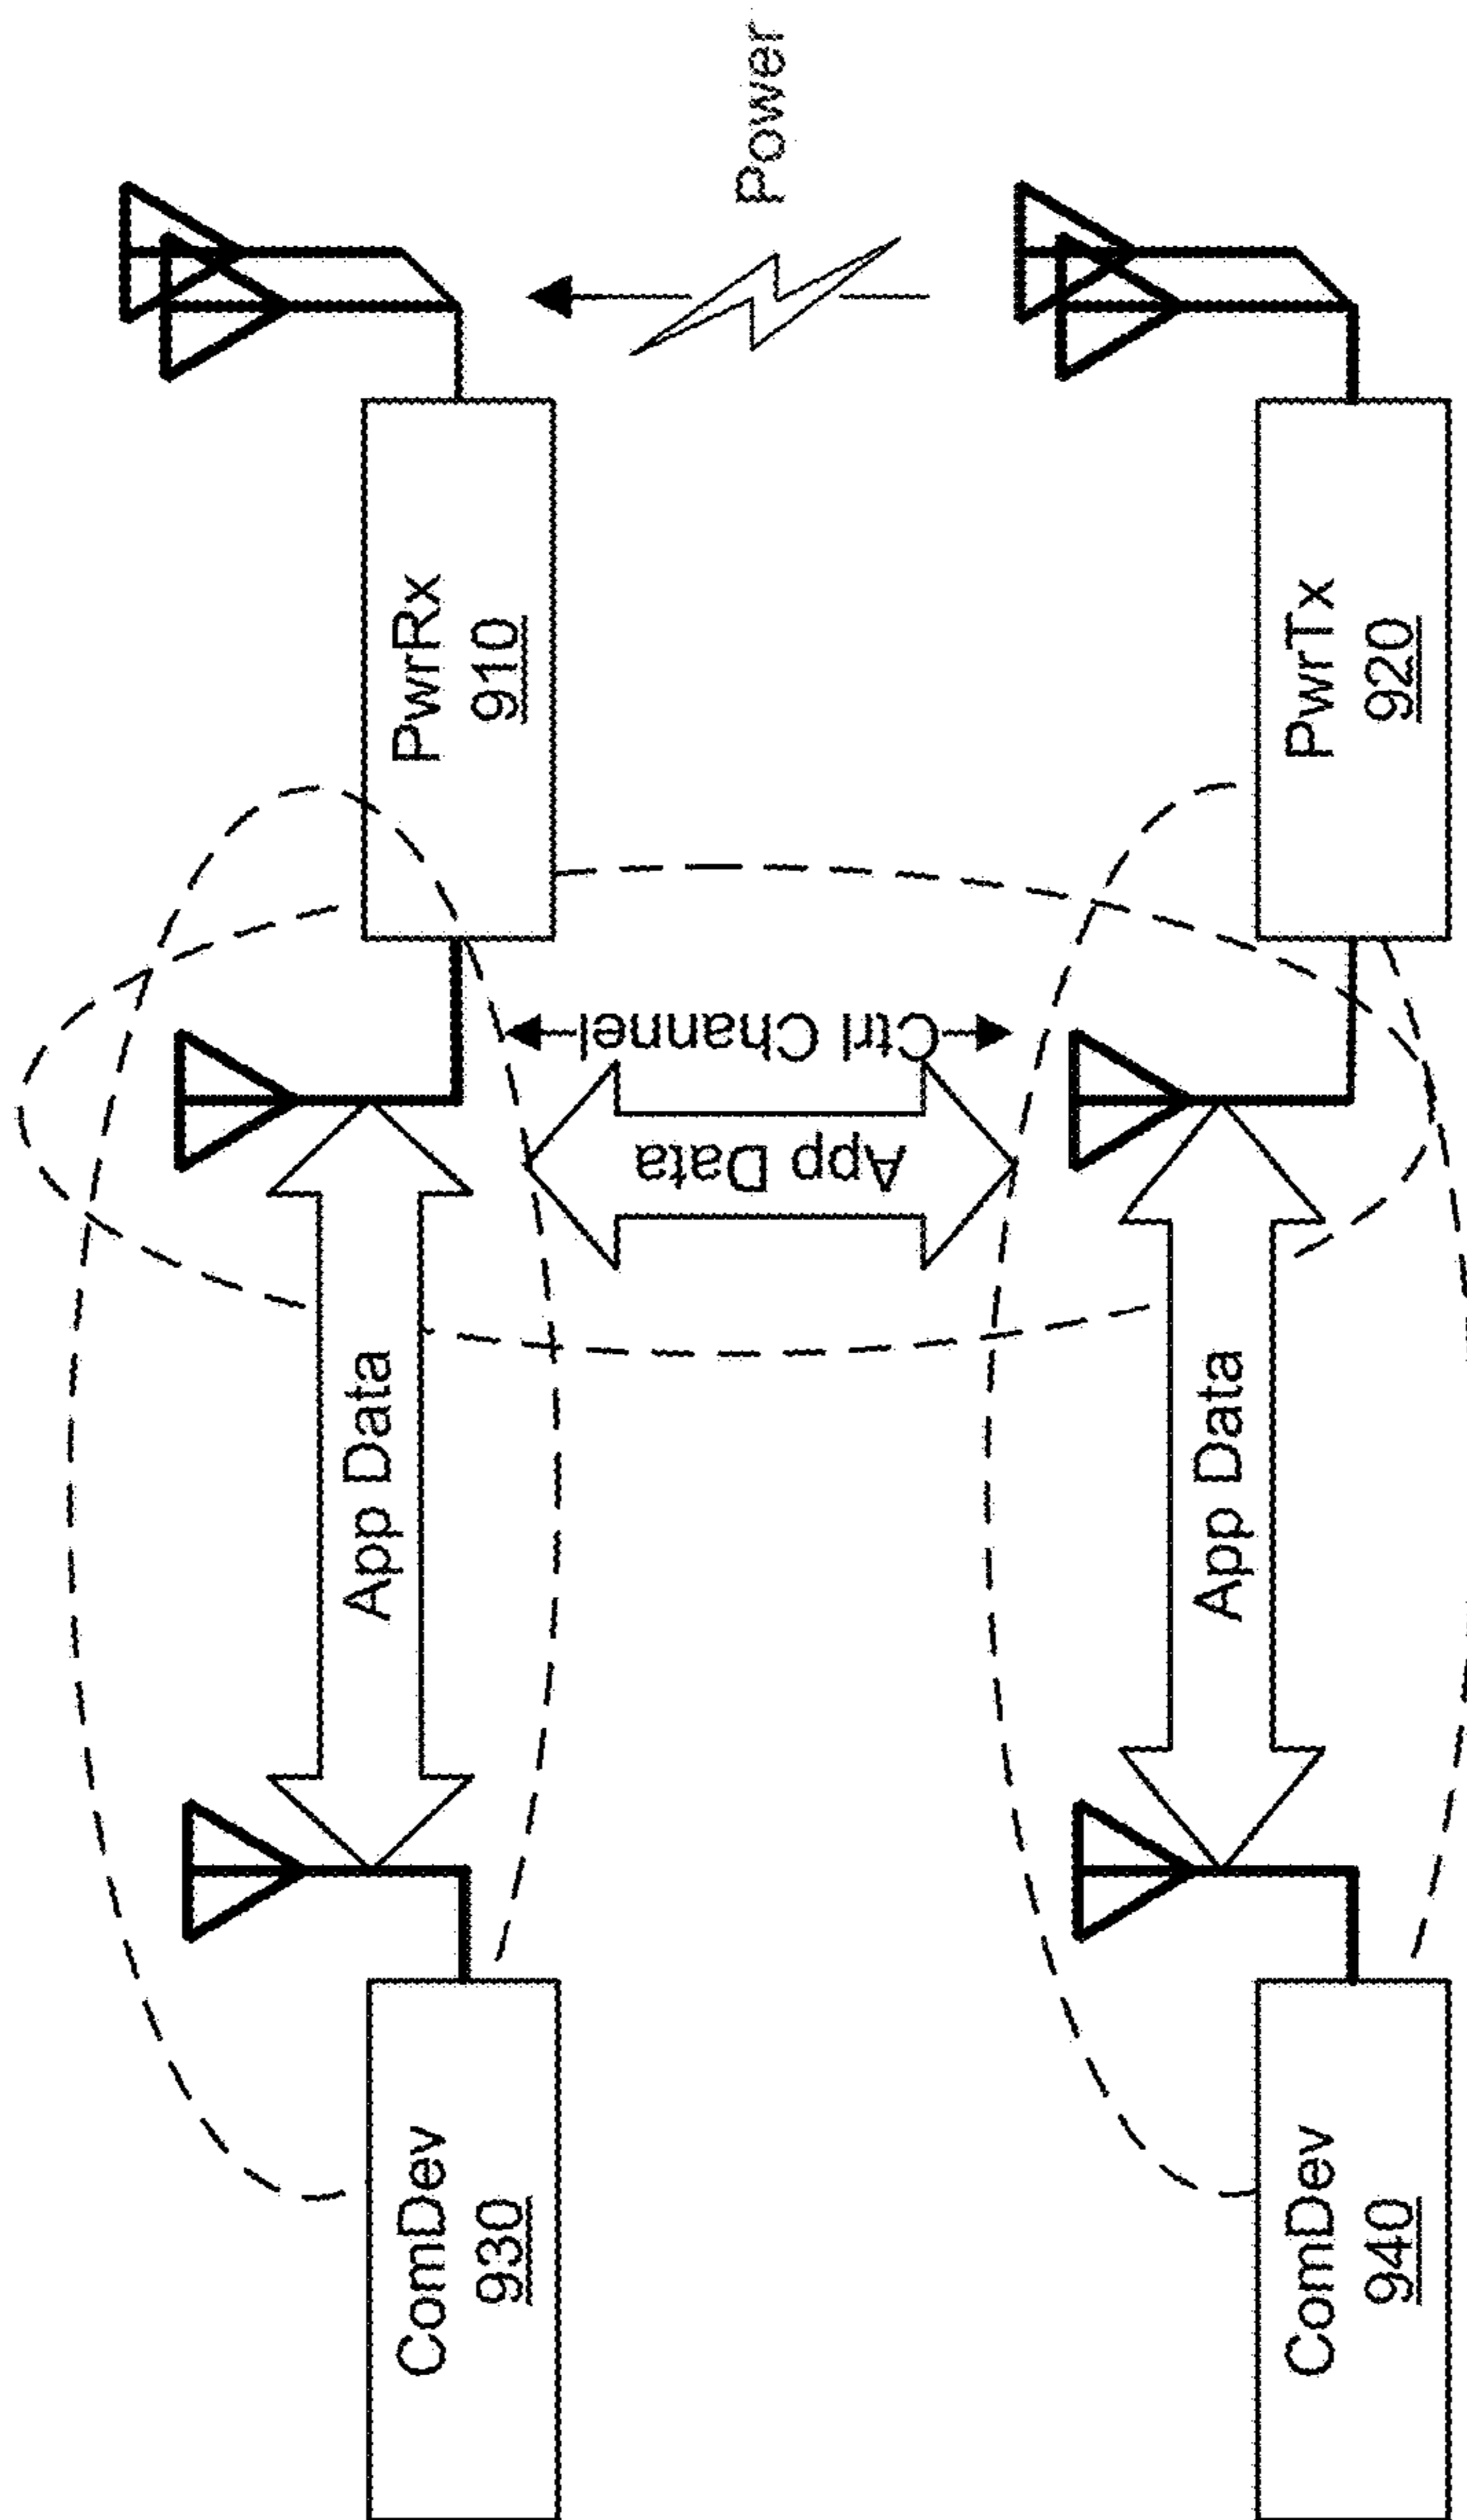 ComDev
930
App Data
PwrRx
910
App Data
Ctrl Channel
Power
ComDev
940
App Data
PwrTx
920